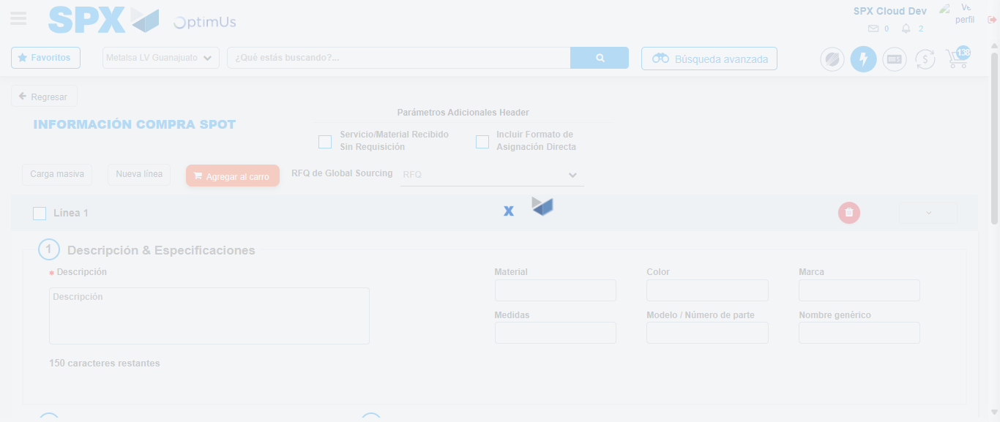 SPX
OptimUs
SPX Cloud Dev
Ve
perfil
0
2
Favoritos
Metalsa LV Guanajuato
¿Qué estás buscando?...
Búsqueda avanzada
138
Regresar
INFORMACIÓN COMPRA SPOT
Parámetros Adicionales Header
Servicio/Material Recibido
Sin Requisición
Incluir Formato de
Asignación Directa
Carga masiva
Nueva línea
Agregar al carro
RFQ de Global Sourcing
RFQ
Linea 1
X
1
Descripción & Especificaciones
* Descripción
Material
Color
Marca
Descripción
Medidas
Modelo / Número de parte
Nombre genérico
150 caracteres restantes